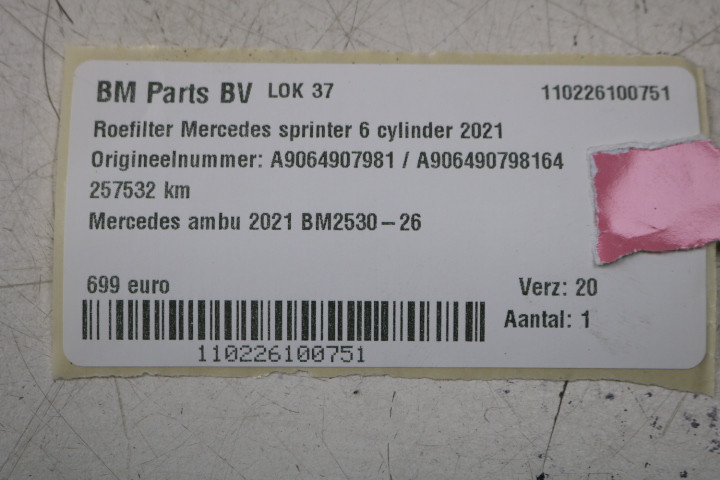 BM Parts BV LOK 37 110226100751
Roefilter Mercedes sprinter 6 cylinder 2021
Origineelnummer: A9064907981 / A906490798164
257532 km
Mercedes ambu 2021 BM2530-26
699 euro Verz: 20
Aantal: 1
110226100751